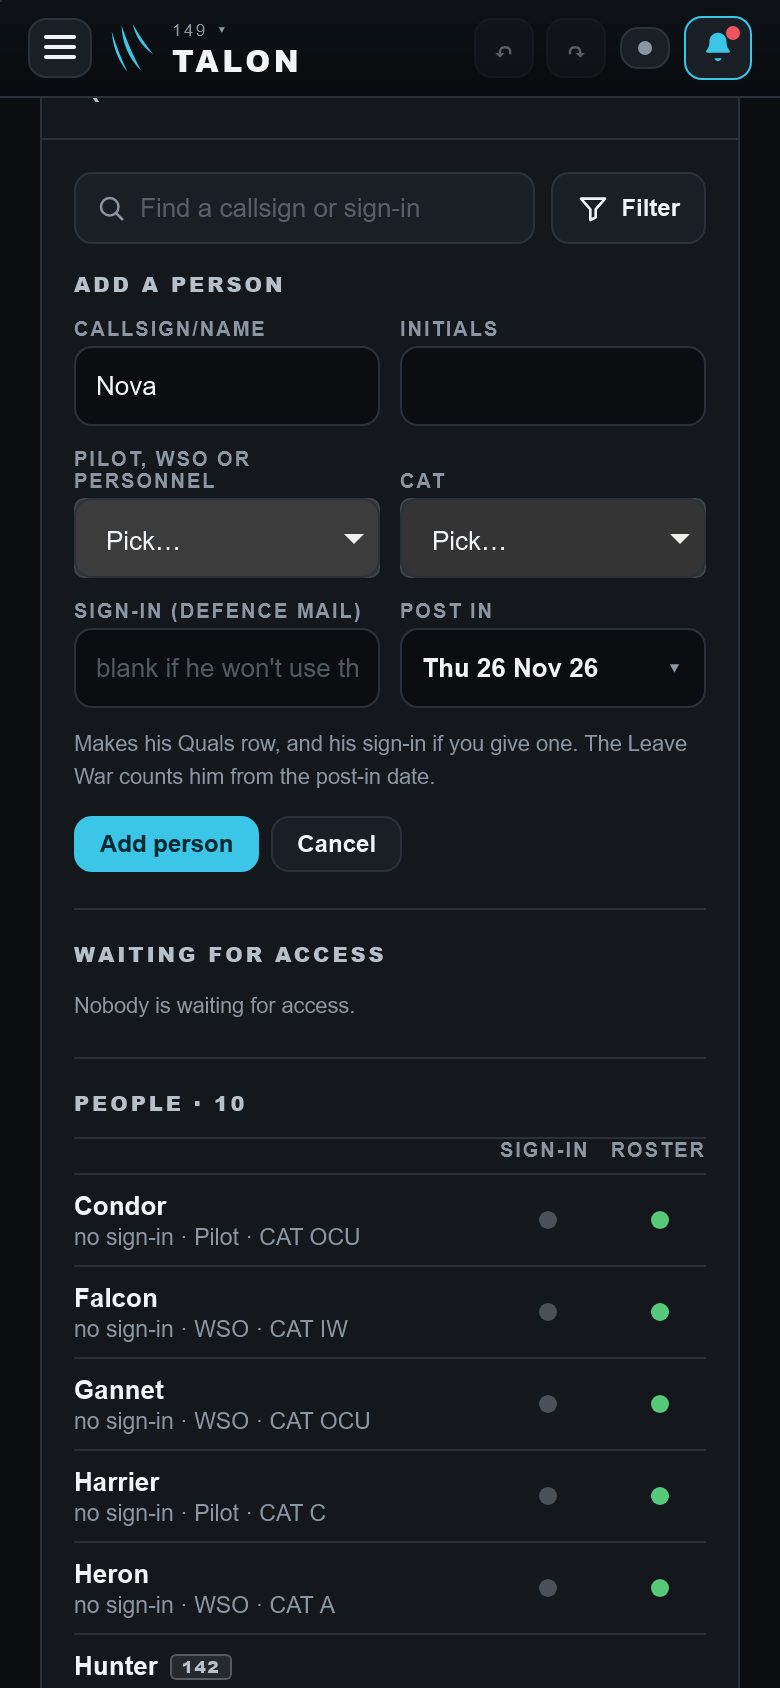 149 ▾
TALON
Find a callsign or sign-in
Filter
ADD A PERSON
CALLSIGN/NAME
INITIALS
Nova
PILOT, WSO OR
PERSONNEL
CAT
Pick…
Pick…
SIGN-IN (DEFENCE MAIL)
POST IN
blank if he won't use th
Thu 26 Nov 26 ▾
Makes his Quals row, and his sign-in if you give one. The Leave
War counts him from the post-in date.
Add person
Cancel
WAITING FOR ACCESS
Nobody is waiting for access.
PEOPLE · 10
SIGN-IN ROSTER
Condor
no sign-in · Pilot · CAT OCU
Falcon
no sign-in · WSO · CAT IW
Gannet
no sign-in · WSO · CAT OCU
Harrier
no sign-in · Pilot · CAT C
Heron
no sign-in · WSO · CAT A
Hunter 142